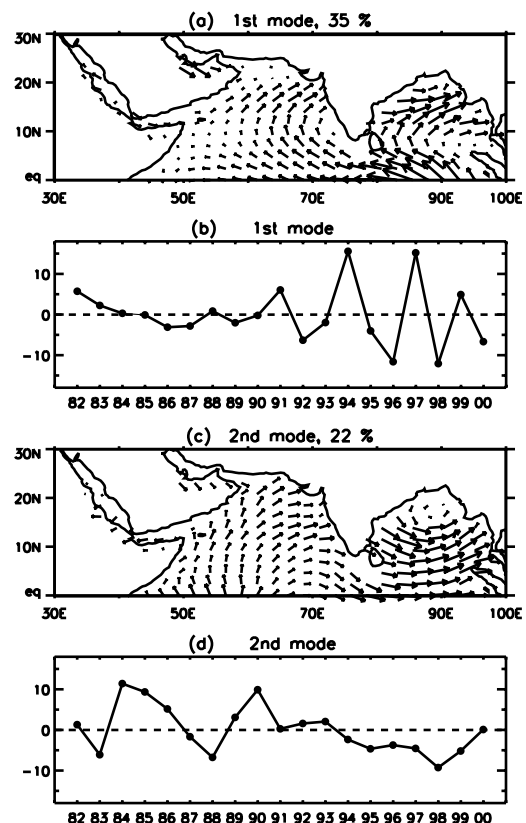 (a) 1st mode, 35 %
30N
20N
10N
eq
30E 50E 70E 90E 100E
(b) 1st mode
10
0
-10
82 83 84 85 86 87 88 89 90 91 92 93 94 95 96 97 98 99 00
(c) 2nd mode, 22 %
30N
20N
10N
eq
30E 50E 70E 90E 100E
(d) 2nd mode
10
0
-10
82 83 84 85 86 87 88 89 90 91 92 93 94 95 96 97 98 99 00